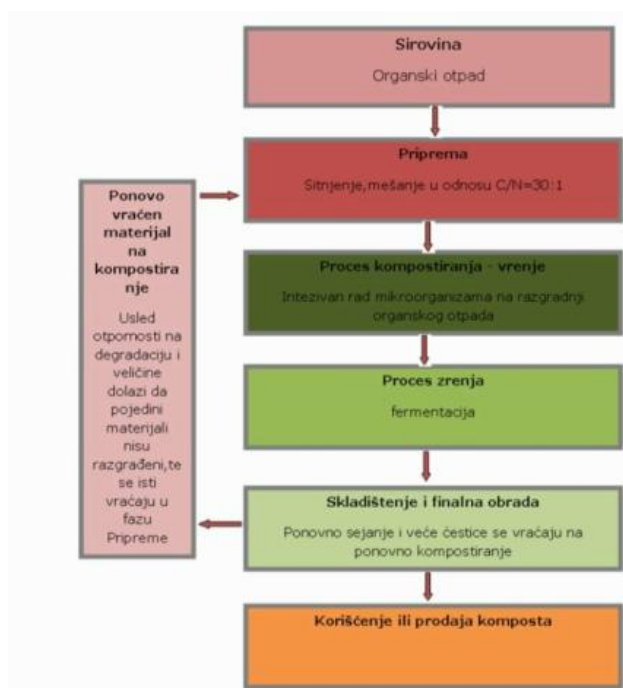 Sirovina
Organski otpad
Priprema
Sitnjenje,mešanje u odnosu C/N=30:1
Ponovo
vraćen
materijal
na
kompostira
nje
Usled
otpornosti na
degradaciju i
veličine
dolazi da
pojedini
materijali
nisu
razgrađeni,te
se isti
vraćaju u
fazu
Pripreme
Proces kompostiranja - vrenje
Intezivan rad mikroorganizama na razgradnji
organskog otpada
Proces zrenja
fermentacija
Skladištenje i finalna obrada
Ponovno sejanje i veće čestice se vraćaju na
ponovno kompostiranje
Korišćenje ili prodaja komposta